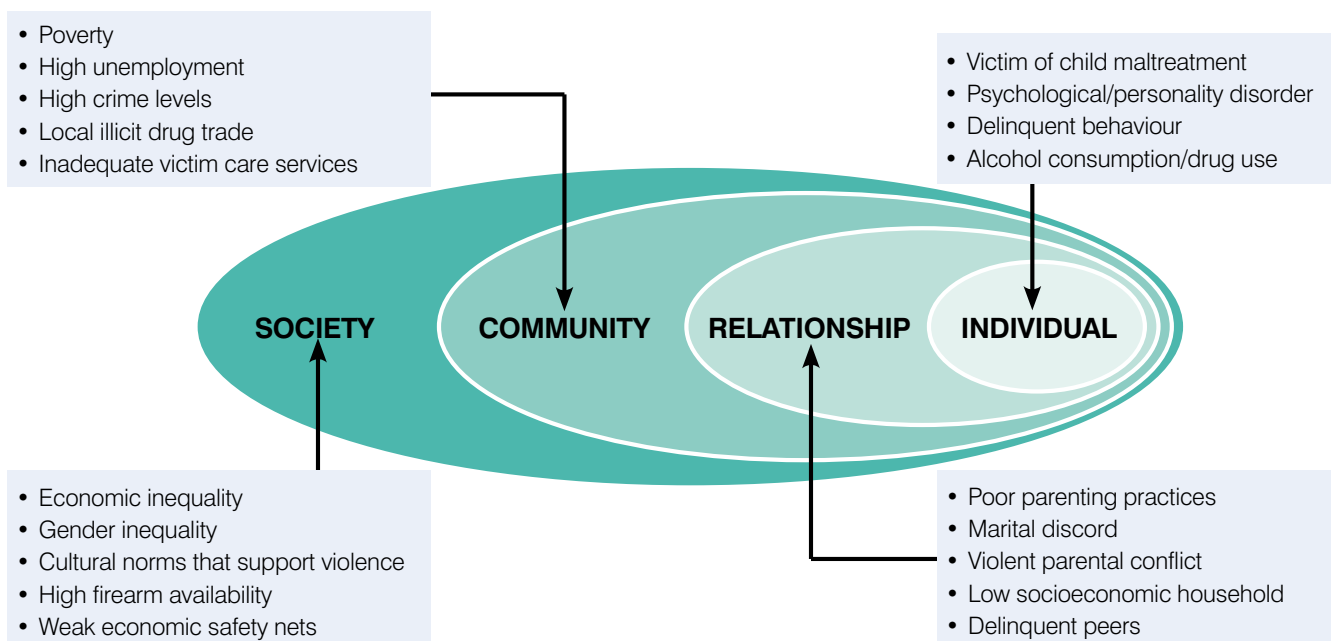 • Poverty
• High unemployment
• High crime levels
• Local illicit drug trade
• Inadequate victim care services
• Victim of child maltreatment
• Psychological/personality disorder
• Delinquent behaviour
• Alcohol consumption/drug use
SOCIETY
COMMUNITY
RELATIONSHIP
INDIVIDUAL
• Economic inequality
• Gender inequality
• Cultural norms that support violence
• High firearm availability
• Weak economic safety nets
• Poor parenting practices
• Marital discord
• Violent parental conflict
• Low socioeconomic household
• Delinquent peers